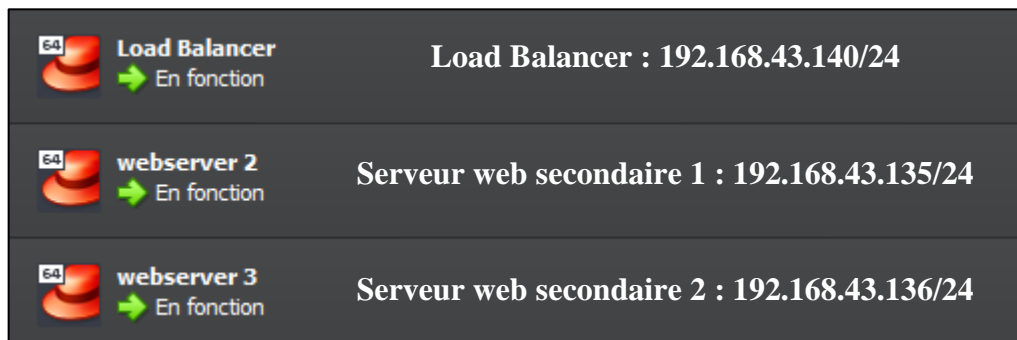 64 Load Balancer
En fonction
Load Balancer : 192.168.43.140/24
64 webserver 2
En fonction
Serveur web secondaire 1 : 192.168.43.135/24
64 webserver 3
En fonction
Serveur web secondaire 2 : 192.168.43.136/24